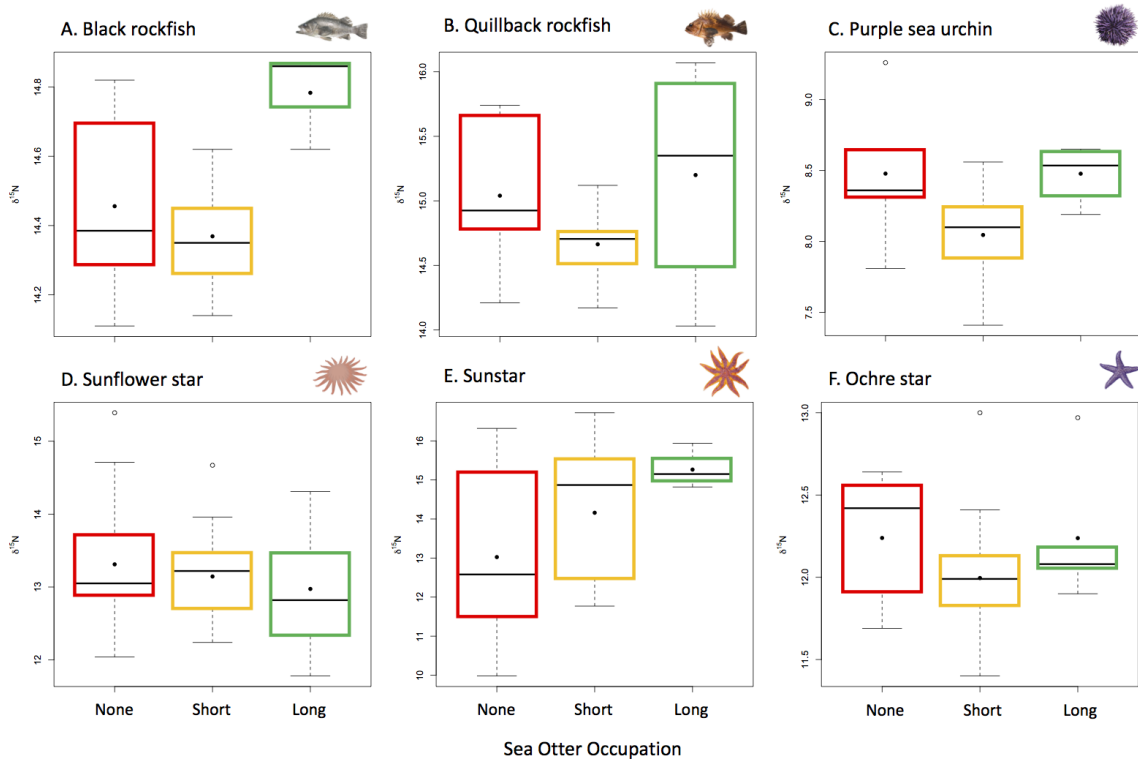 A. Black rockfish
B. Quillback rockfish
C. Purple sea urchin
δ¹⁵N
14.8
14.6
14.4
14.2
δ¹⁵N
16.0
15.5
15.0
14.5
14.0
δ¹⁵N
9.0
8.5
8.0
7.5
D. Sunflower star
E. Sunstar
F. Ochre star
δ¹⁵N
15
14
13
12
δ¹⁵N
16
15
14
13
12
11
10
δ¹⁵N
13.0
12.5
12.0
11.5
None Short Long
None Short Long
None Short Long
Sea Otter Occupation